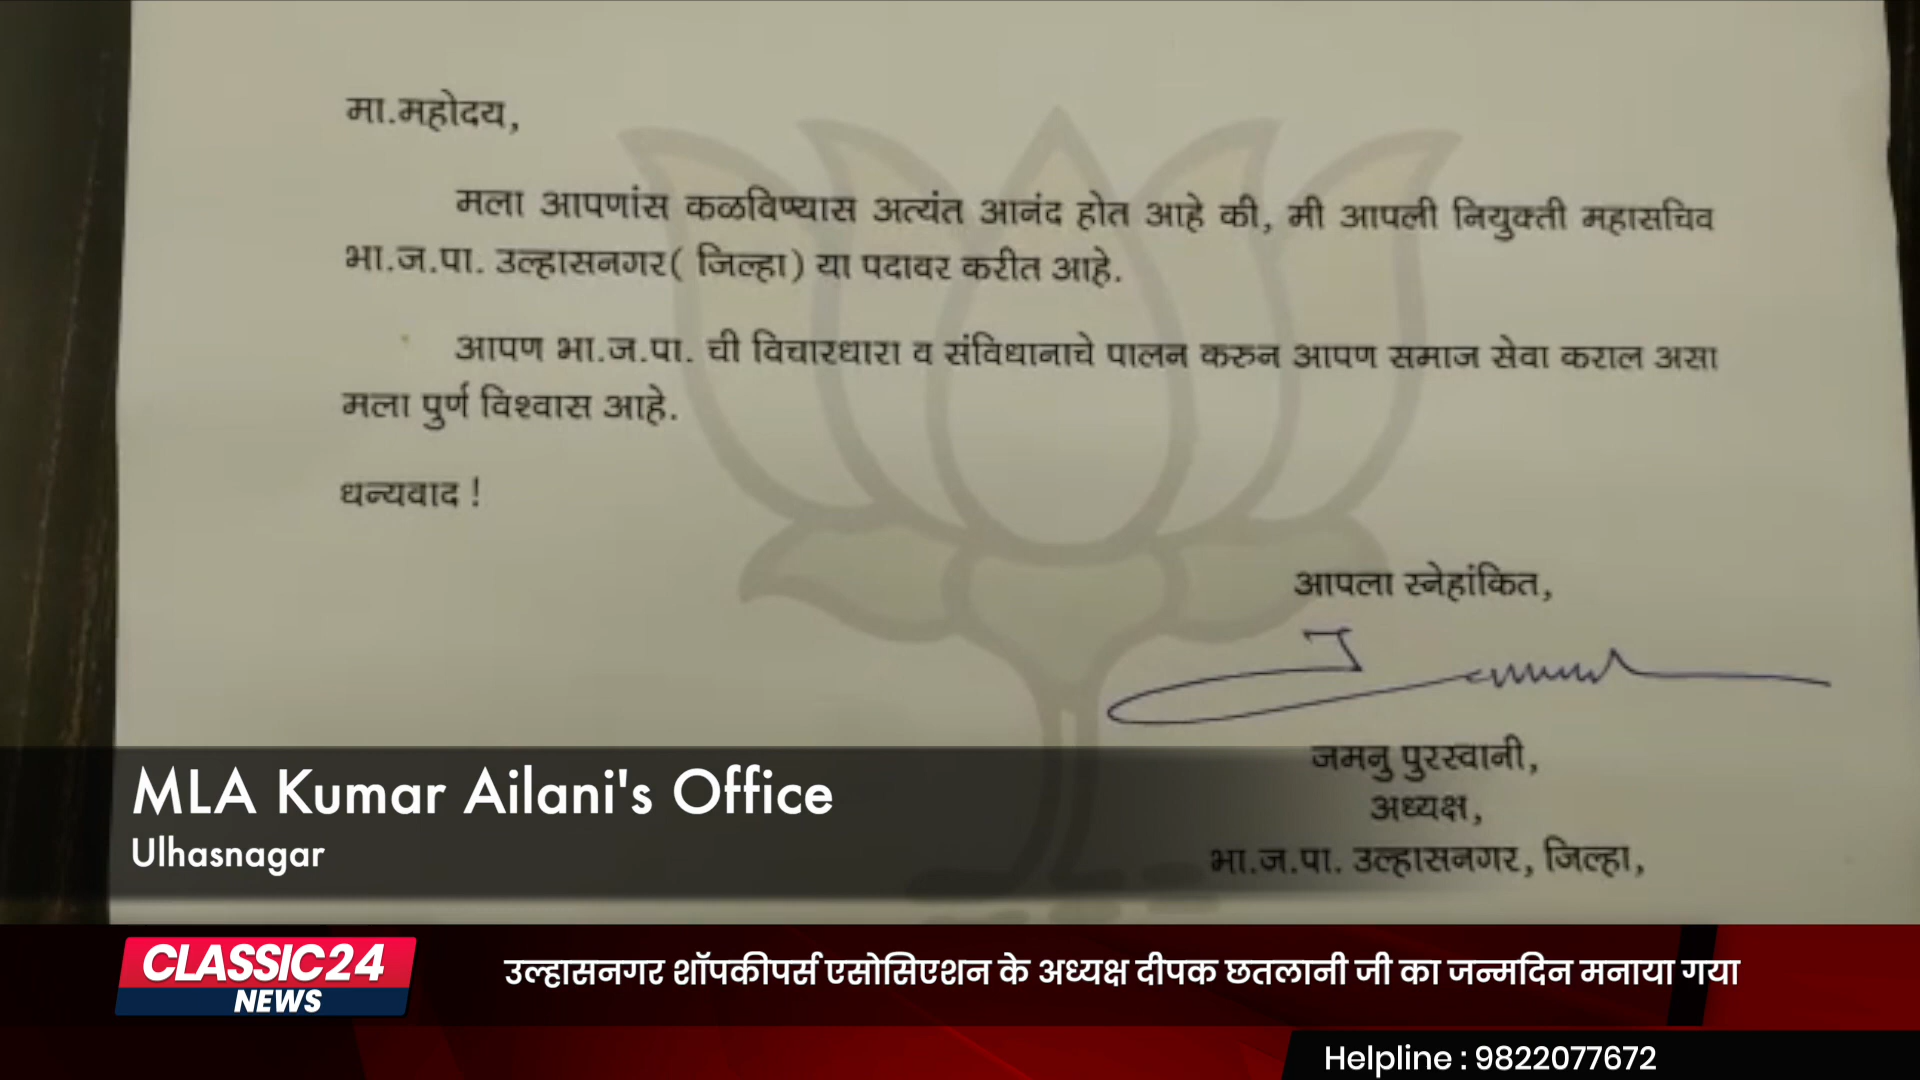 मा.महोदय,
मला आपणांस कळविण्यास अत्यंत आनंद होत आहे की, मी आपली नियुक्ती महासचिव
भा.ज.पा. उल्हासनगर( जिल्हा) या पदावर करीत आहे.
आपण भा.ज.पा. ची विचारधारा व संविधानाचे पालन करुन आपण समाज सेवा कराल असा
मला पुर्ण विश्वास आहे.
धन्यवाद !
आपला स्नेहांकित,
जमनु पुरस्वानी,
अध्यक्ष,
भा.ज.पा. उल्हासनगर, जिल्हा,
MLA Kumar Ailani's Office
Ulhasnagar
CLASSIC24
NEWS
उल्हासनगर शॉपकीपर्स एसोसिएशन के अध्यक्ष दीपक छतलानी जी का जन्मदिन मनाया गया
Helpline : 9822077672